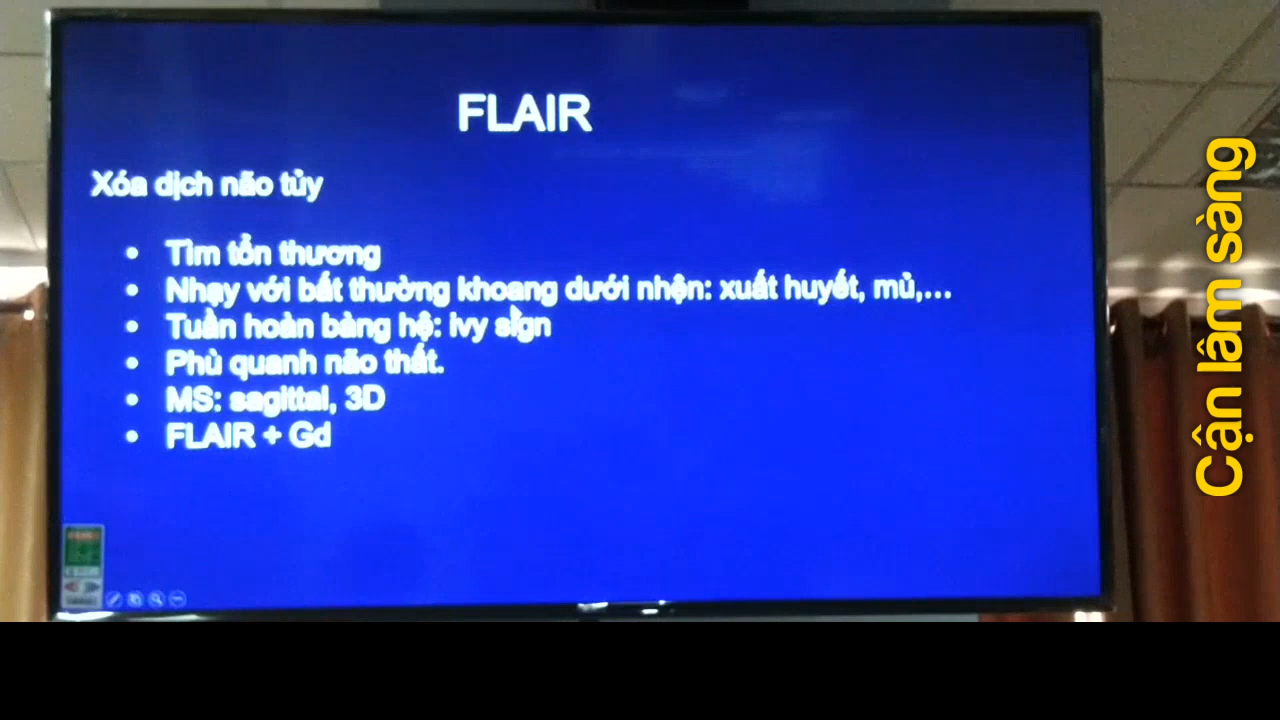 FLAIR
Xóa dịch não tủy
• Tìm tổn thương
• Nhạy với bất thường khoang dưới nhện: xuất huyết, mủ,...
• Tuần hoàn bàng hệ: ivy sign
• Phù quanh não thất.
• MS: sagittal, 3D
• FLAIR + Gd
Cận lâm sàng